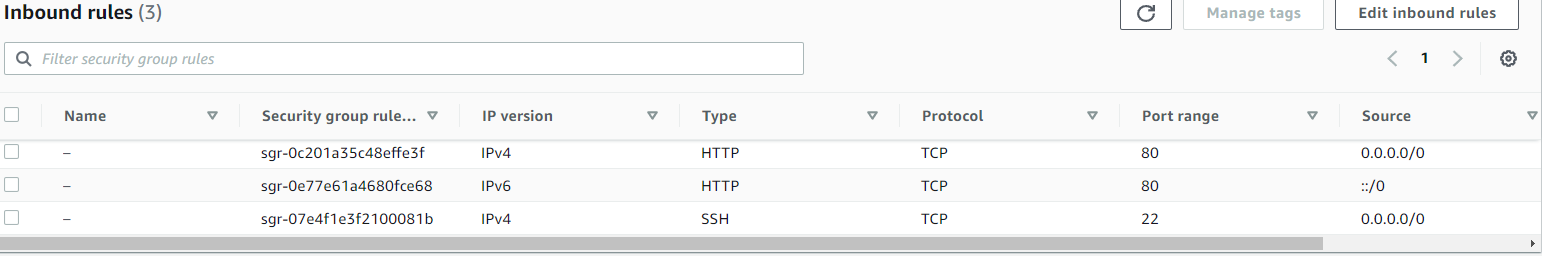 Inbound rules (3)
Manage tags
Edit inbound rules
Filter security group rules
1
Name Security group rule... IP version Type Protocol Port range Source
– sgr-0c201a35c48effe3f IPv4 HTTP TCP 80 0.0.0.0/0
– sgr-0e77e61a4680fce68 IPv6 HTTP TCP 80 ::/0
– sgr-07e4f1e3f2100081b IPv4 SSH TCP 22 0.0.0.0/0